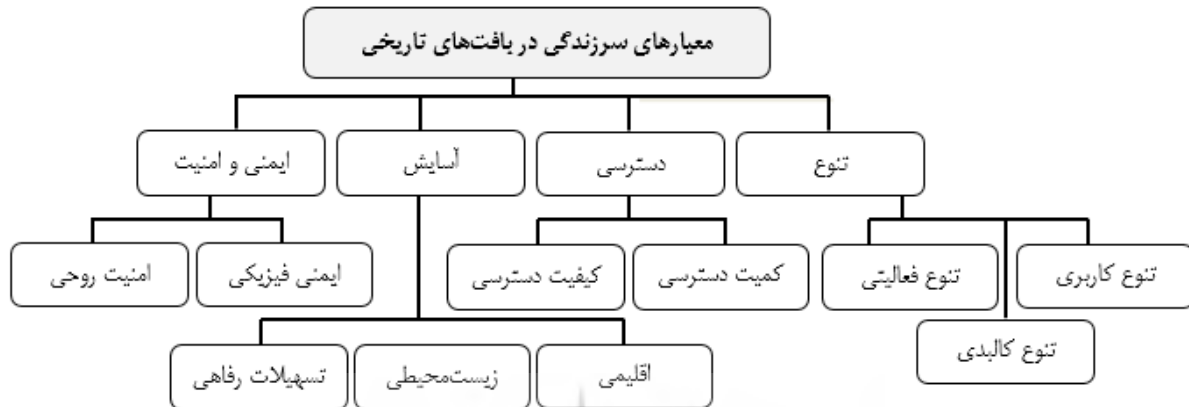 معیارهای سرزندگی در بافت‌های تاریخی
تنوع
دسترسی
آسایش
ایمنی و امنیت
تنوع کاربری
تنوع فعالیتی
کمیت دسترسی
کیفیت دسترسی
ایمنی فیزیکی
امنیت روحی
تنوع کالبدی
اقلیمی
زیست‌محیطی
تسهیلات رفاهی